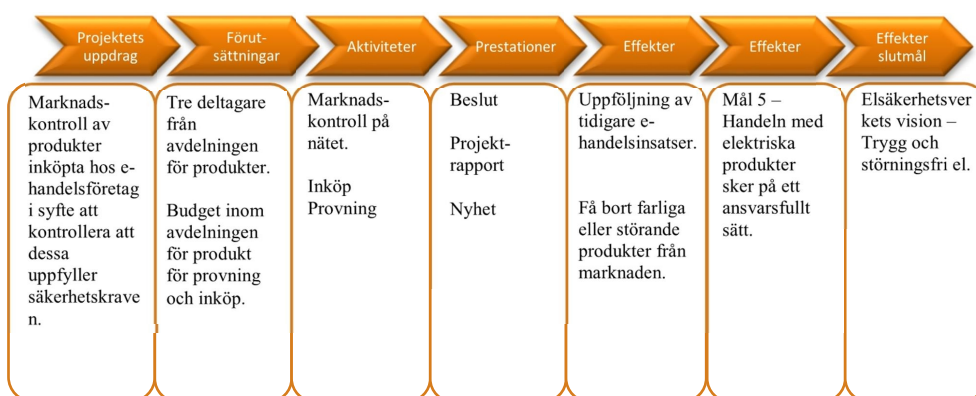 Projektets
uppdrag
Förut-
sättningar
Aktiviteter
Prestationer
Effekter
Effekter
Effekter
slutmål
Marknads-
kontroll av
produkter
inköpta hos e-
handelsföretag
i syfte att
kontrollera att
dessa
uppfyller
säkerhetskrave
n.
Tre deltagare
från
avdelningen
för produkter.
Budget inom
avdelningen
för produkt
för provning
och inköp.
Marknads-
kontroll på
nätet.
Inköp
Provning
Beslut
Projekt-
rapport
Nyhet
Uppföljning av
tidigare e-
handelsinsatser.
Få bort farliga
eller störande
produkter från
marknaden.
Mål 5 –
Handeln med
elektriska
produkter
sker på ett
ansvarsfullt
sätt.
Elsäkerhetsver
kets vision –
Trygg och
störningsfri el.